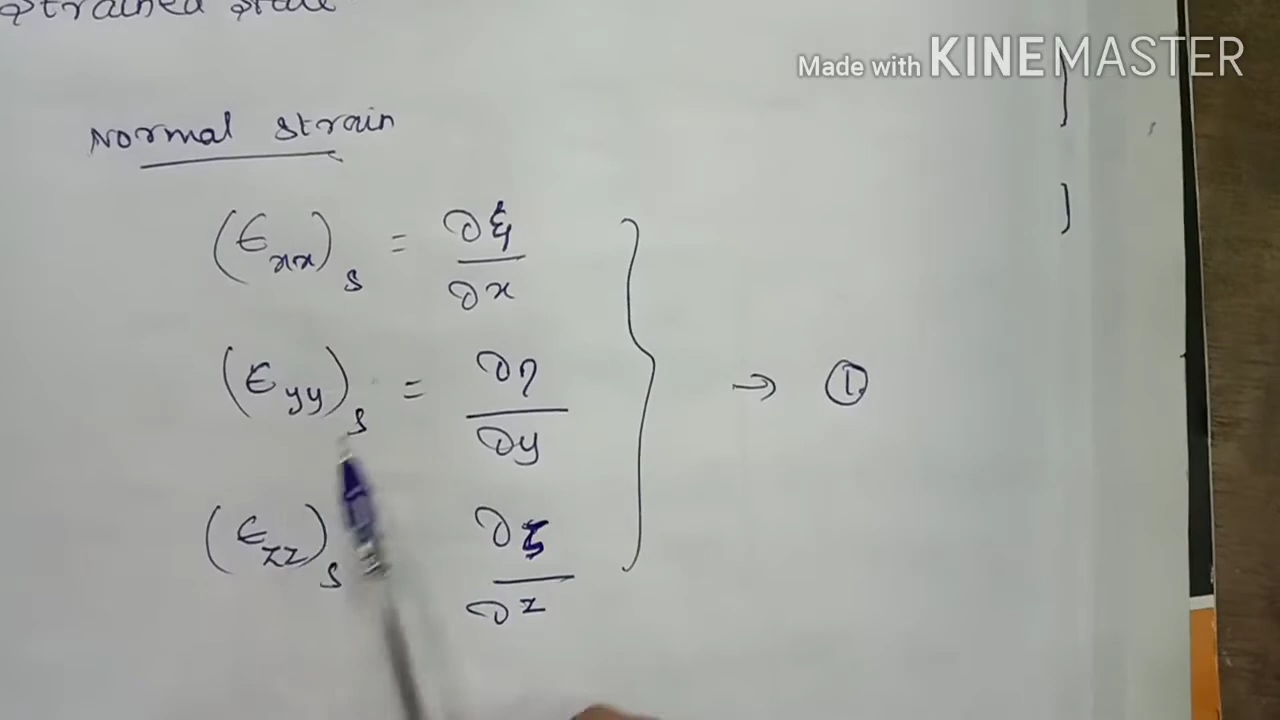 strained state
Made with KINEMASTER
Normal strain
(ϵxx)s = ∂ξ/∂x
(ϵyy)s = ∂η/∂y → ①
(ϵzz)s ∂ζ/∂z